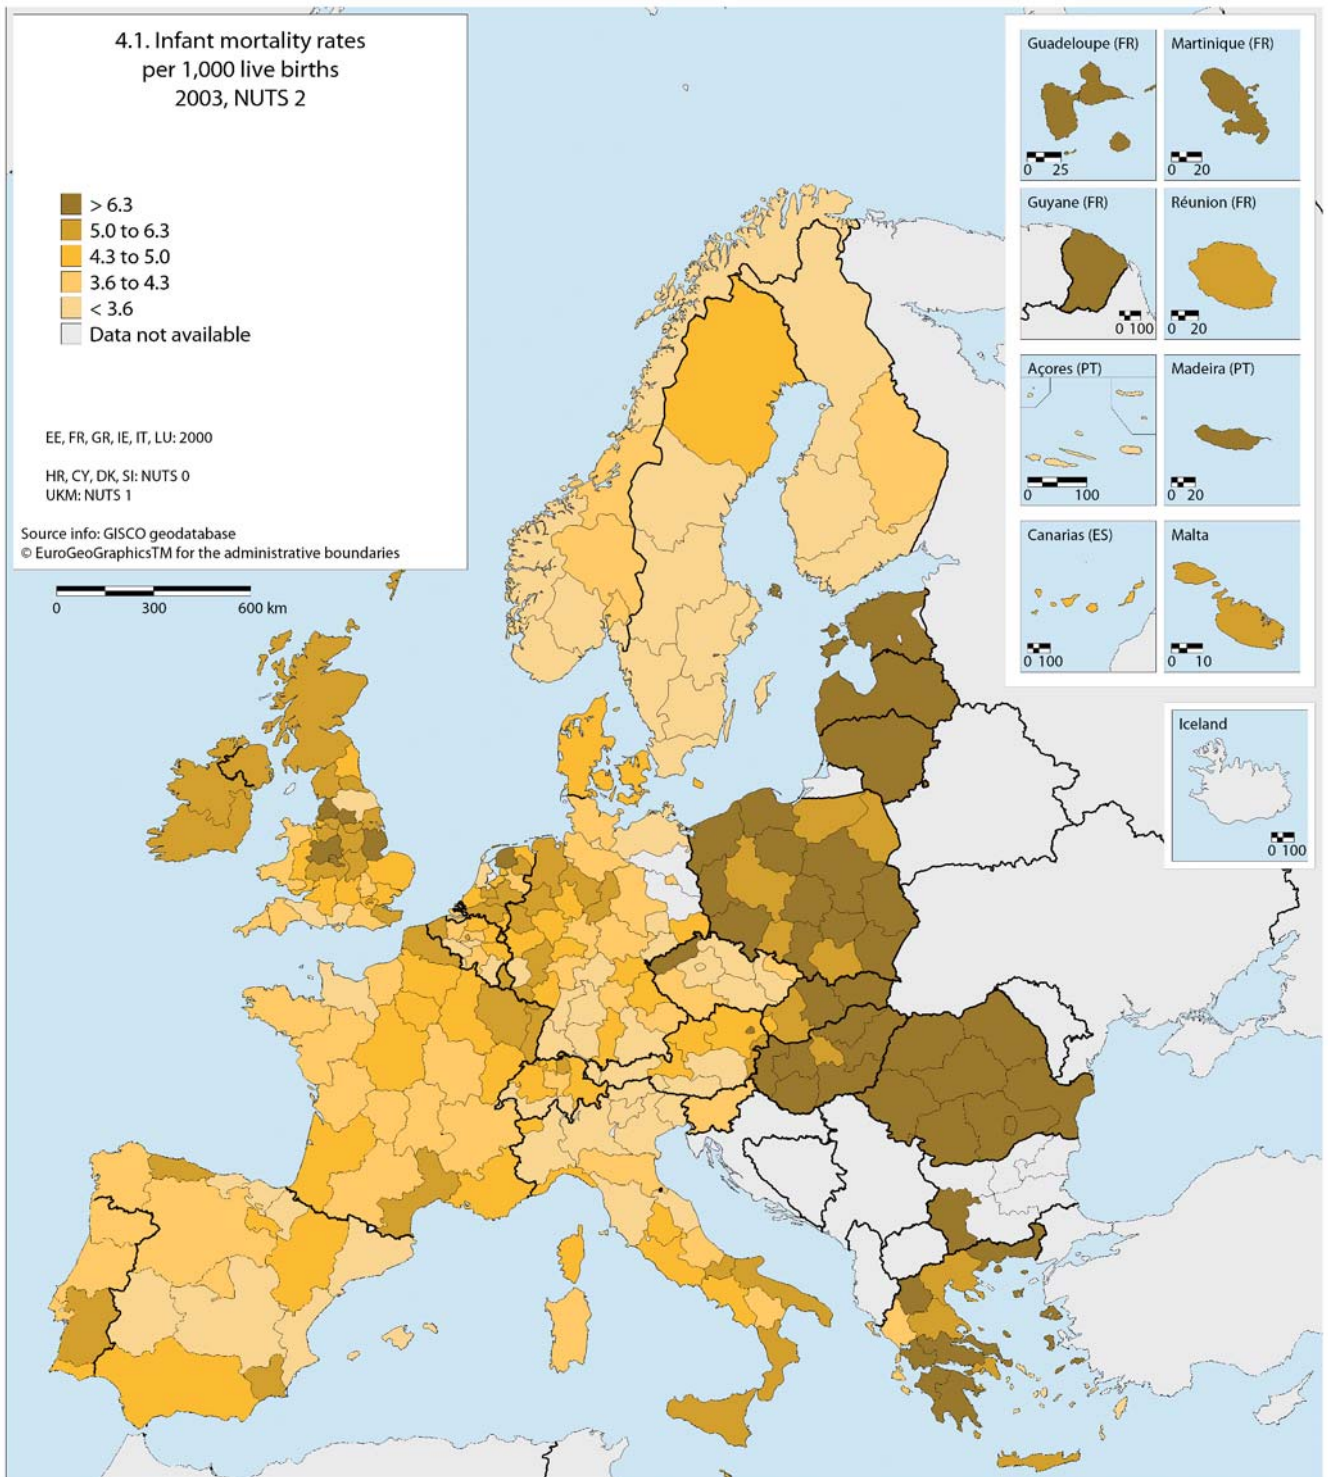 4.1. Infant mortality rates
per 1,000 live births
2003, NUTS 2
> 6.3
5.0 to 6.3
4.3 to 5.0
3.6 to 4.3
< 3.6
Data not available
EE, FR, GR, IE, IT, LU: 2000
HR, CY, DK, SI: NUTS 0
UKM: NUTS 1
Source info: GISCO geodatabase
© EuroGeoGraphicsTM for the administrative boundaries
0 300 600 km
Guadeloupe (FR)
0 25
Martinique (FR)
0 20
Guyane (FR)
0 100
Réunion (FR)
0 20
Açores (PT)
0 100
Madeira (PT)
0 20
Canarias (ES)
0 100
Malta
0 10
Iceland
0 100